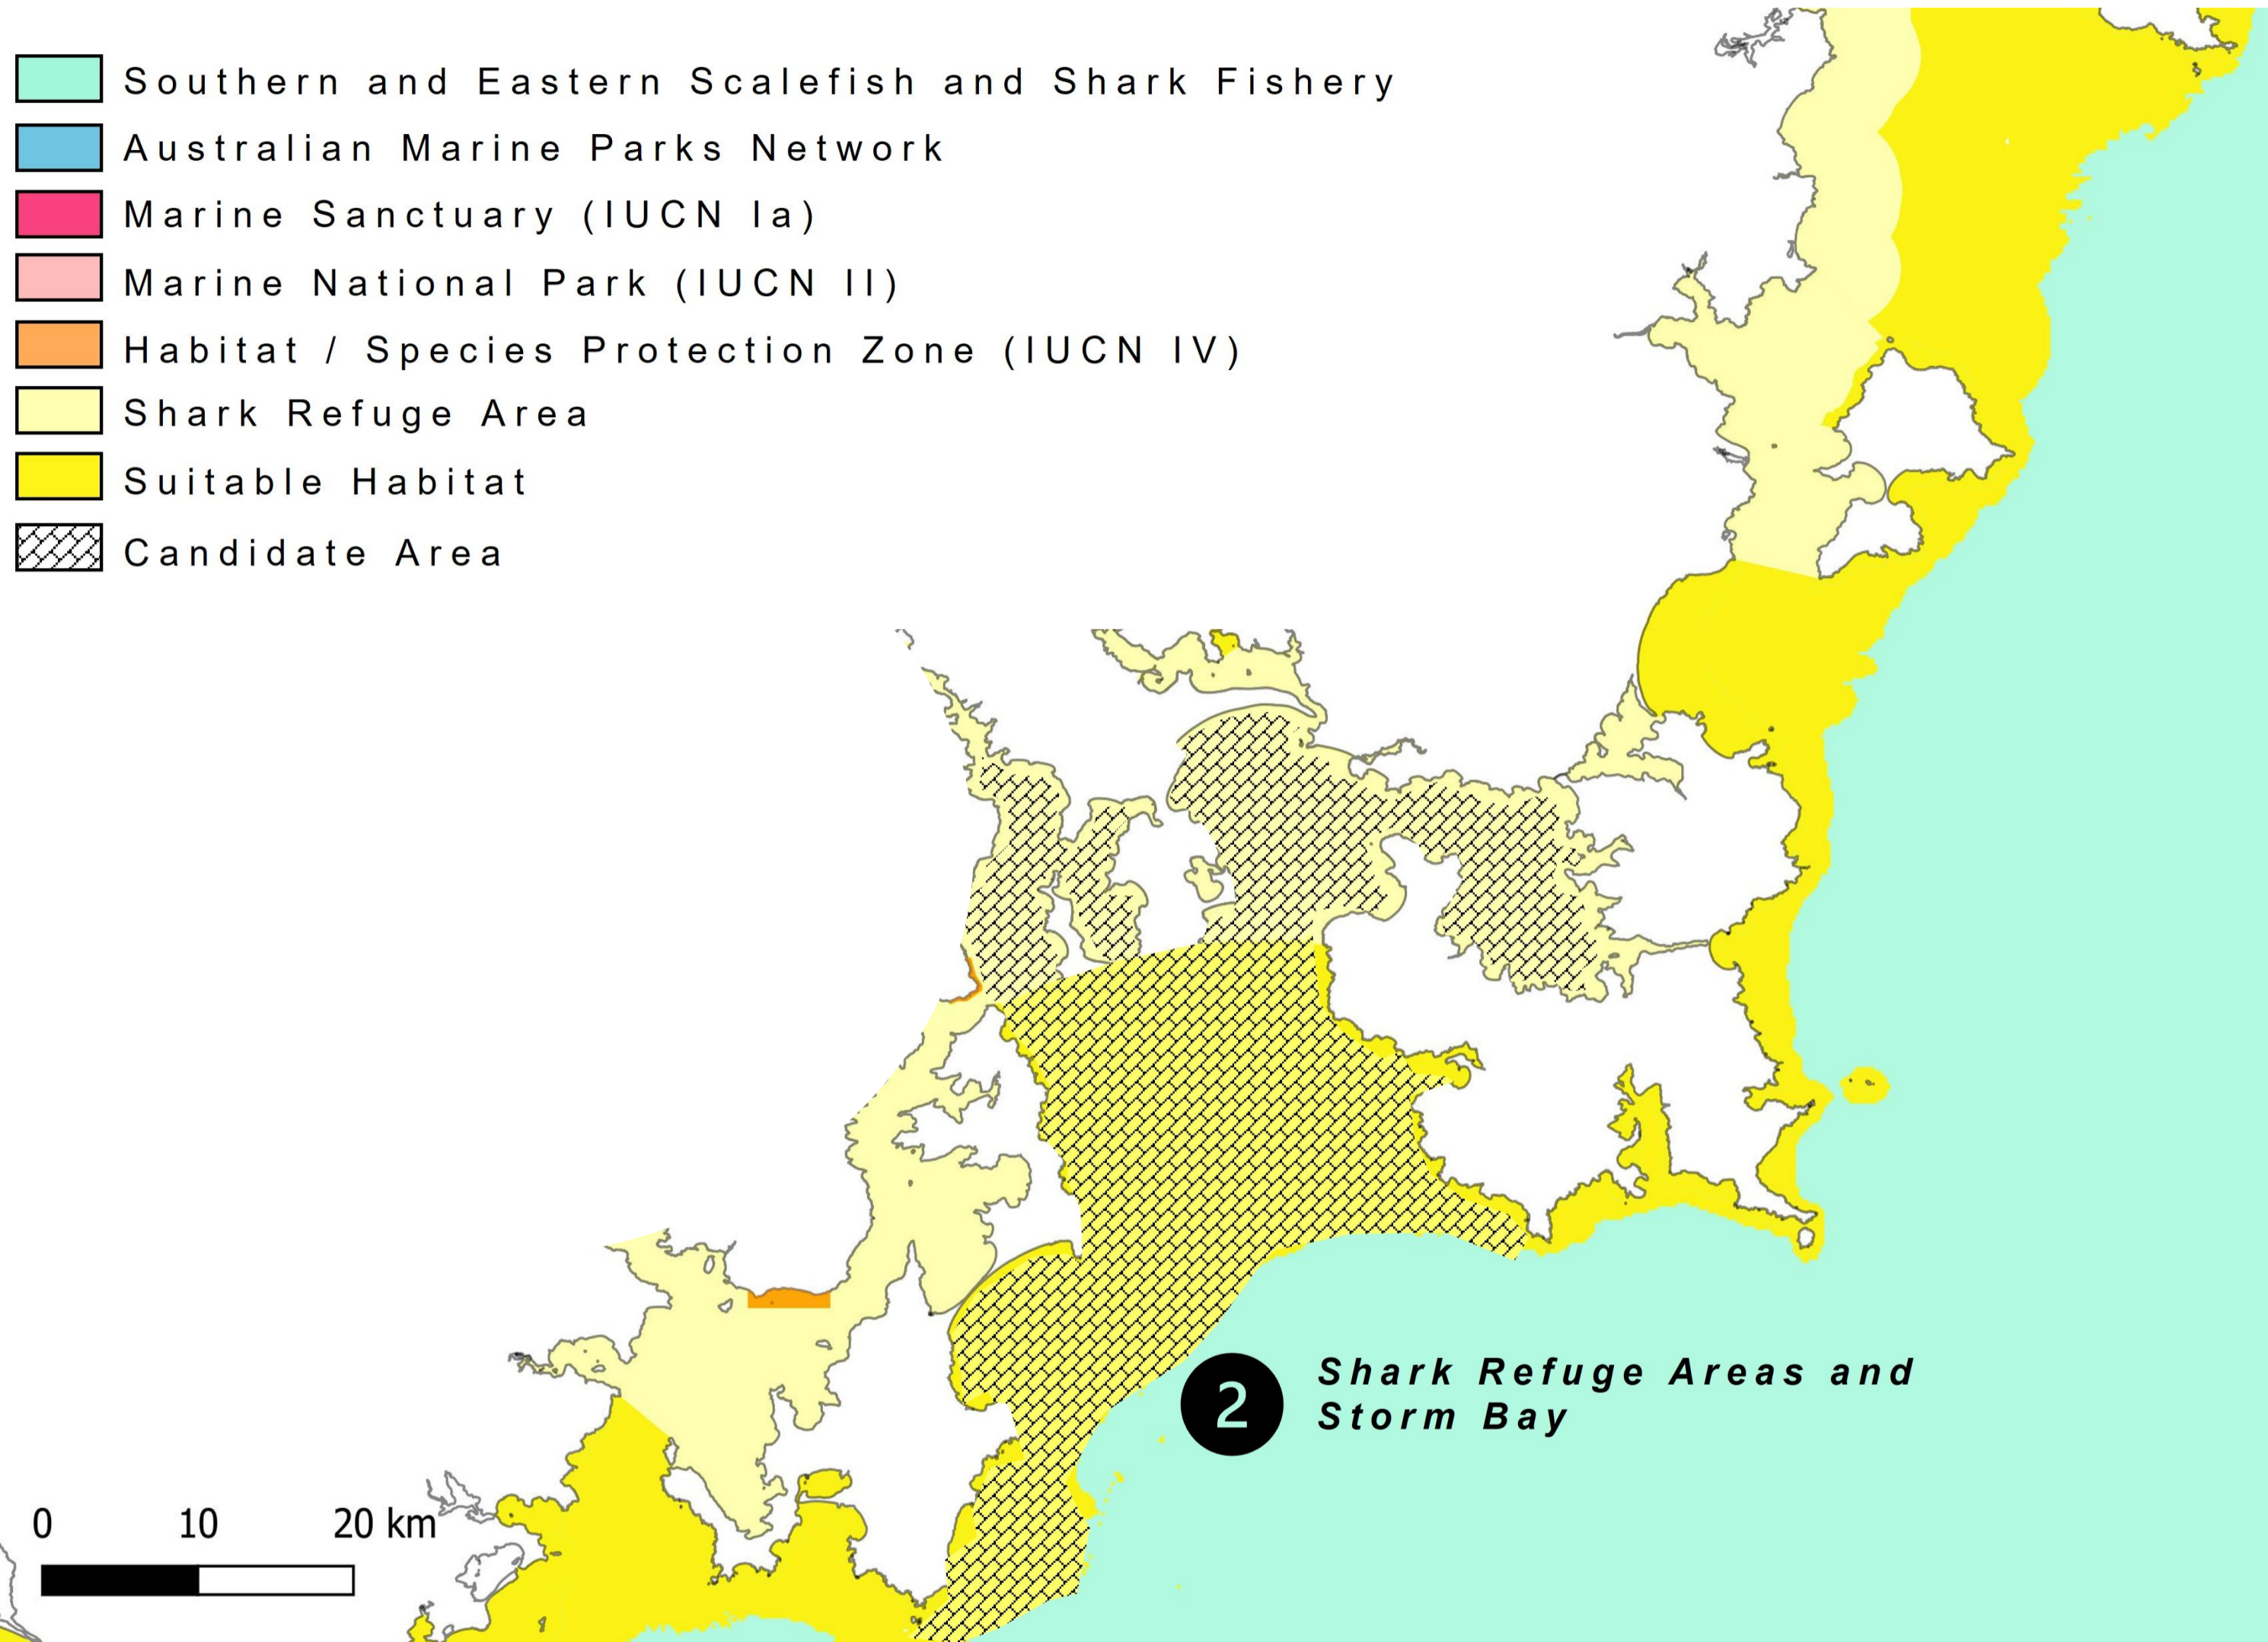 Southern and Eastern Scalefish and Shark Fishery
Australian Marine Parks Network
Marine Sanctuary (IUCN Ia)
Marine National Park (IUCN II)
Habitat / Species Protection Zone (IUCN IV)
Shark Refuge Area
Suitable Habitat
Candidate Area
2
Shark Refuge Areas and
Storm Bay
0 10 20 km